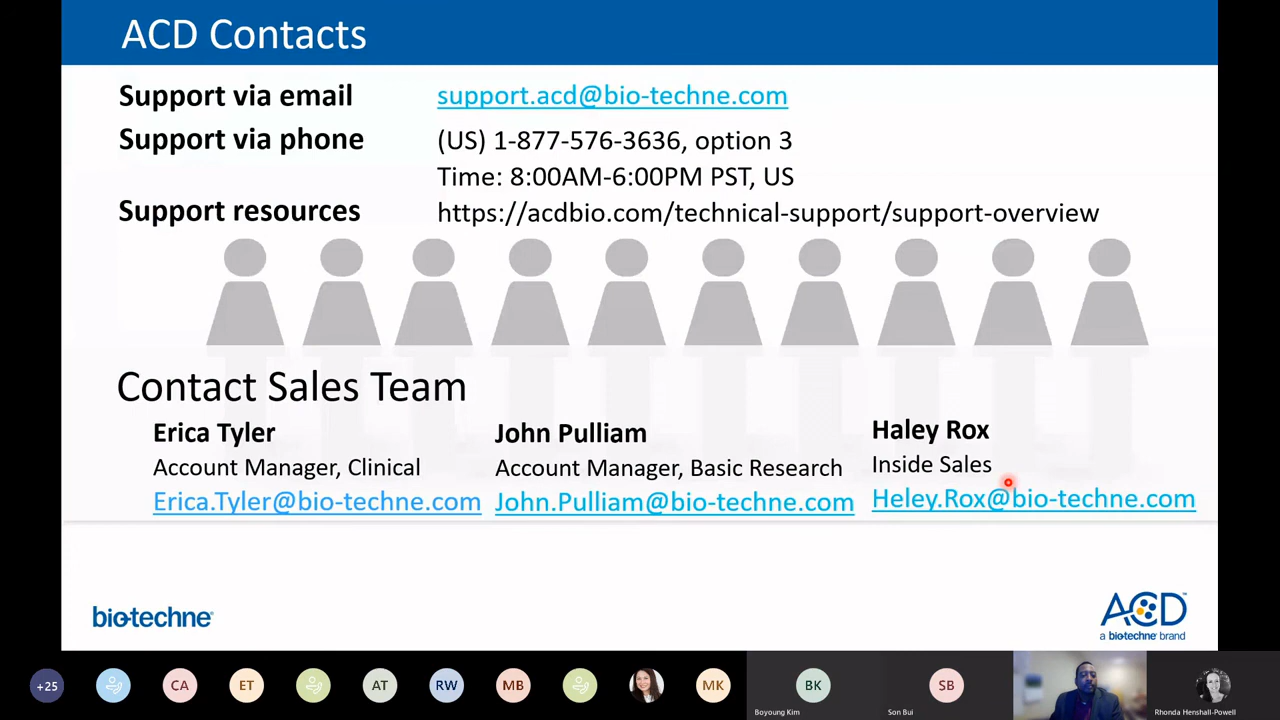 ACD Contacts
Support via email support.acd@bio-techne.com
Support via phone (US) 1-877-576-3636, option 3
Time: 8:00AM-6:00PM PST, US
Support resources https://acdbio.com/technical-support/support-overview
Contact Sales Team
Erica Tyler
Account Manager, Clinical
Erica.Tyler@bio-techne.com
John Pulliam
Account Manager, Basic Research
John.Pulliam@bio-techne.com
Haley Rox
Inside Sales
Heley.Rox@bio-techne.com
bio-techne®
ACD™
a biotechne brand
+25 CA ET AT RW MB MK BK SB
Boyoung Kim Son Bui Rhonda Henshall-Powell